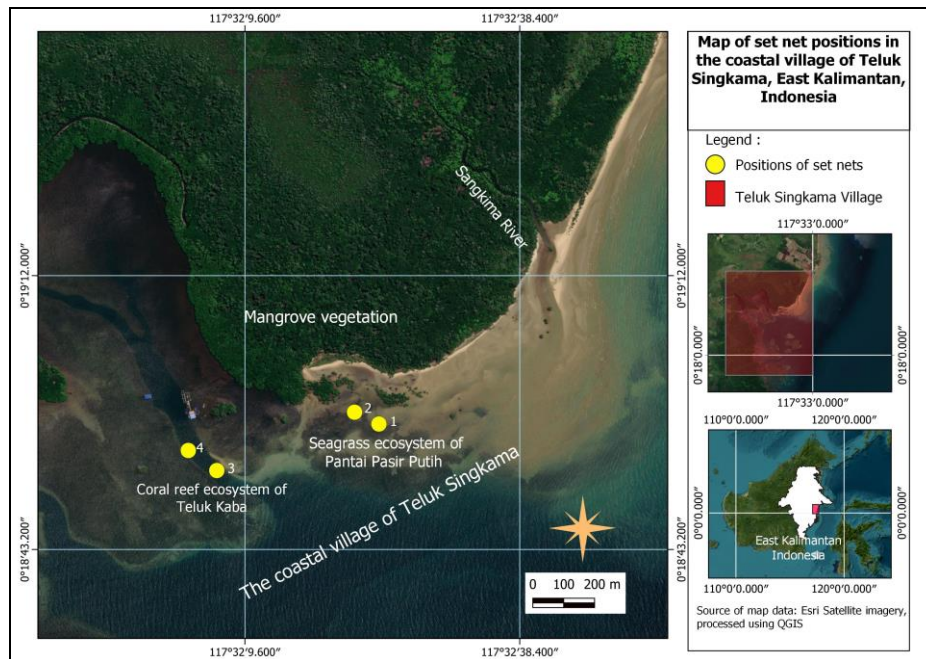 117°32'9.600"
117°32'38.400"
0°19'12.000"
0°19'12.000"
0°18'43.200"
0°18'43.200"
117°32'9.600"
117°32'38.400"
Sangkima River
Mangrove vegetation
2
1
Seagrass ecosystem of
Pantai Pasir Putih
4
3
Coral reef ecosystem of
Teluk Kaba
The coastal village of Teluk Singkama
0 100 200 m
Map of set net positions in
the coastal village of Teluk
Singkama, East Kalimantan,
Indonesia
Legend :
Positions of set nets
Teluk Singkama Village
117°33'0.000"
0°18'0.000"
0°18'0.000"
117°33'0.000"
110°0'0.000"
120°0'0.000"
0°0'0.000"
0°0'0.000"
East Kalimantan
Indonesia
110°0'0.000"
120°0'0.000"
Source of map data: Esri Satellite imagery,
processed using QGIS